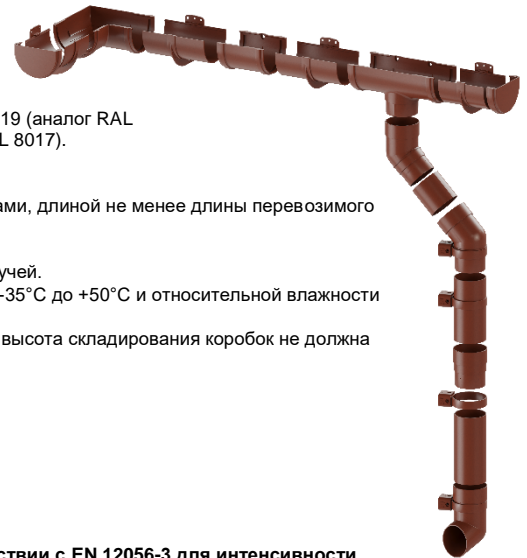 19 (аналог RAL
L 8017).
ами, длиной не менее длины перевозимого
учей.
-35°С до +50°С и относительной влажности
высота складирования коробок не должна
ствии с EN 12056-3 для интенсивности